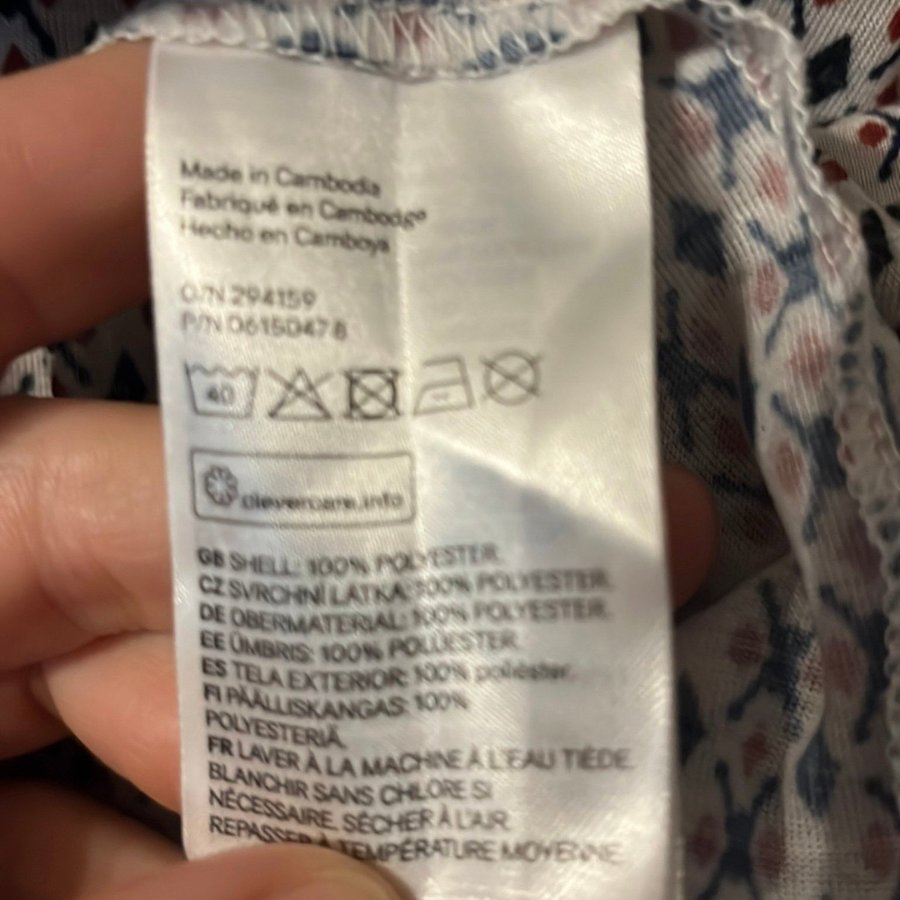 Made in Cambodia
Fabriqué en Cambodge
Hecho en Camboya
O/N.294159
P/N.0615047 8
40
clevercare.info
GB SHELL: 100% POLYESTER.
CZ SVRCHNÍ LÁTKA: 100% POLYESTER.
DE OBERMATERIAL: 100% POLYESTER.
EE ÜMBRIS: 100% POLÜESTER.
ES TELA EXTERIOR: 100% poliéster.
FI PÄÄLLISKANGAS: 100%
POLYESTERIÄ.
FR LAVER À LA MACHINE À L'EAU TIÈDE.
BLANCHIR SANS CHLORE SI
NÉCESSAIRE. SÉCHER À L'AIR.
REPASSER À TEMPÉRATURE MOYENNE